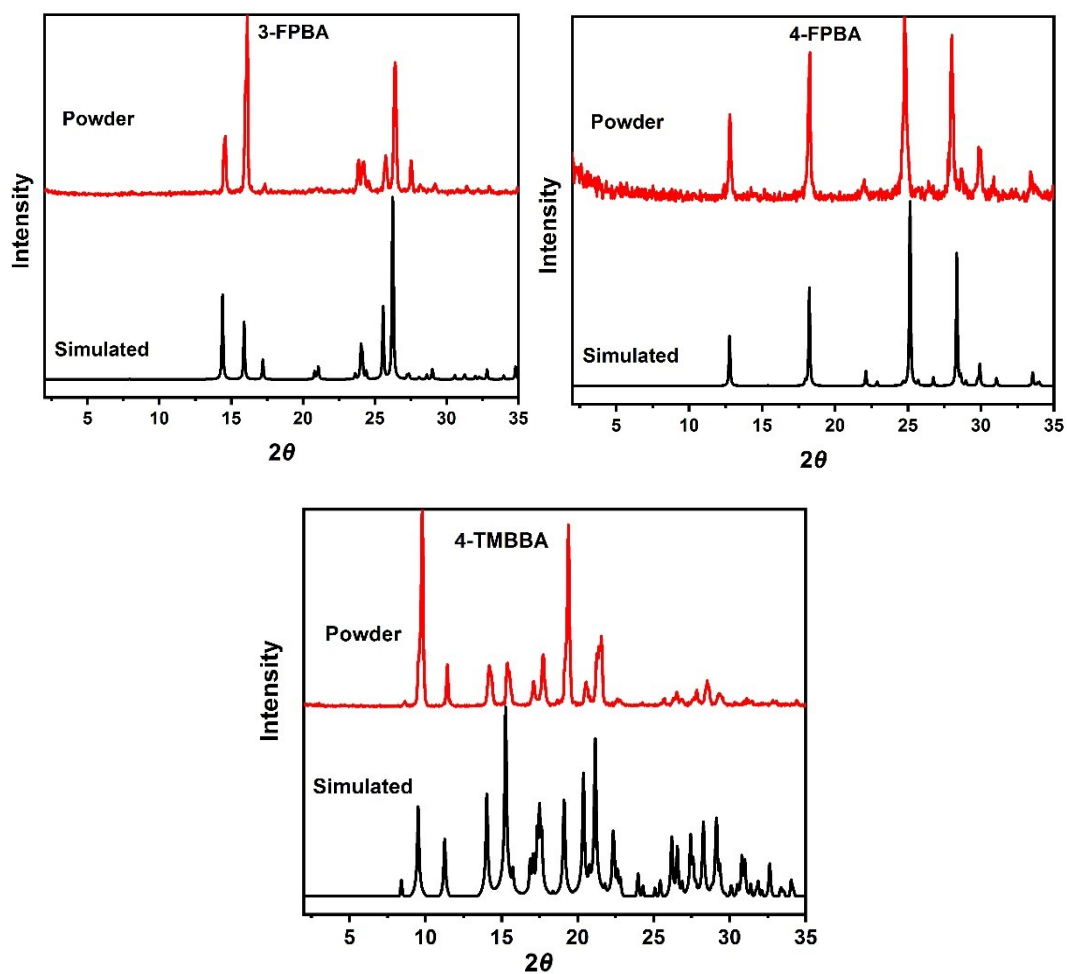 3-FPBA
Powder
Simulated
Intensity
5 10 15 20 25 30 35
2θ
4-FPBA
Powder
Simulated
Intensity
5 10 15 20 25 30 35
2θ
4-TMBBA
Powder
Simulated
Intensity
5 10 15 20 25 30 35
2θ